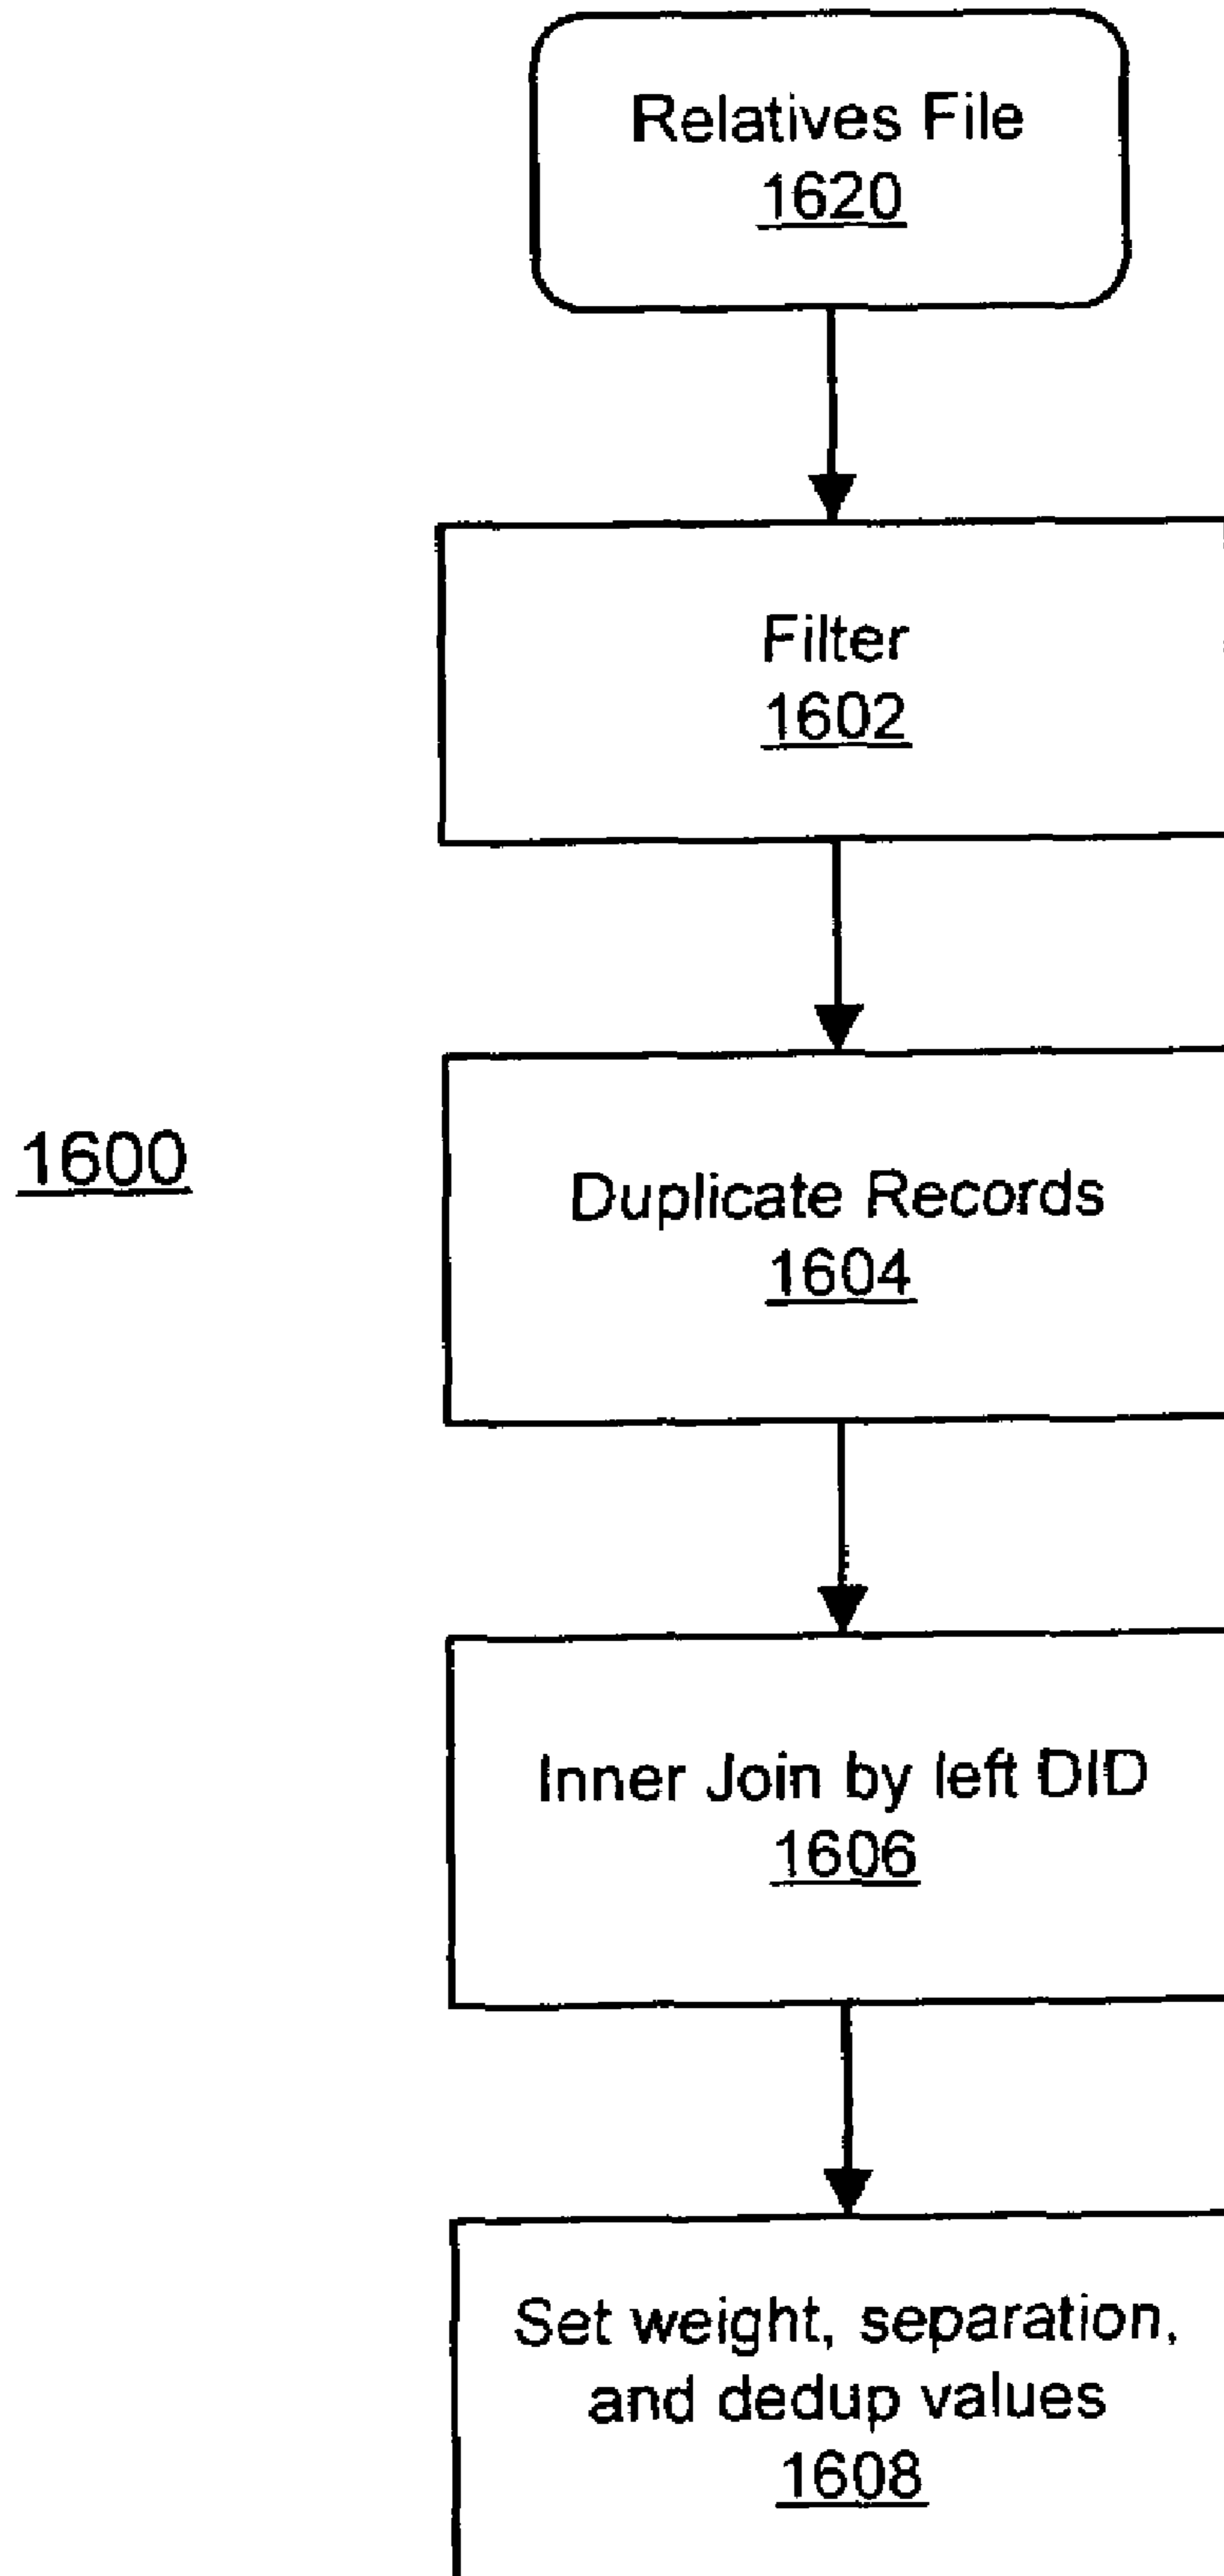 Relatives File
1620
Filter
1602
Duplicate Records
1604
1600
Inner Join by left DID
1606
Set weight, separation,
and dedup values
1608